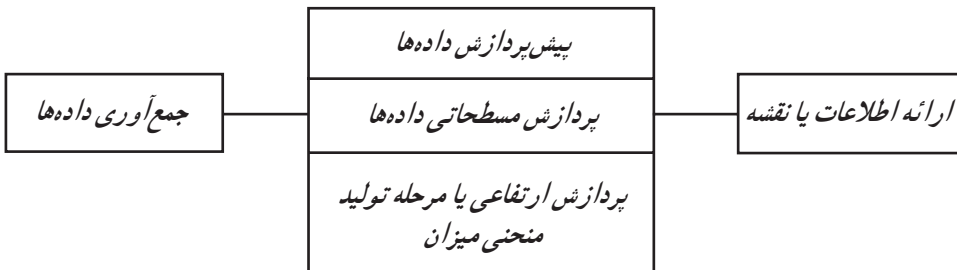 پیش‌پردازش داده‌ها
جمع‌آوری داده‌ها
پردازش مسطحاتی داده‌ها
ارائه اطلاعات یا نقشه
پردازش ارتفاعی یا مرحله تولید
منحنی میزان